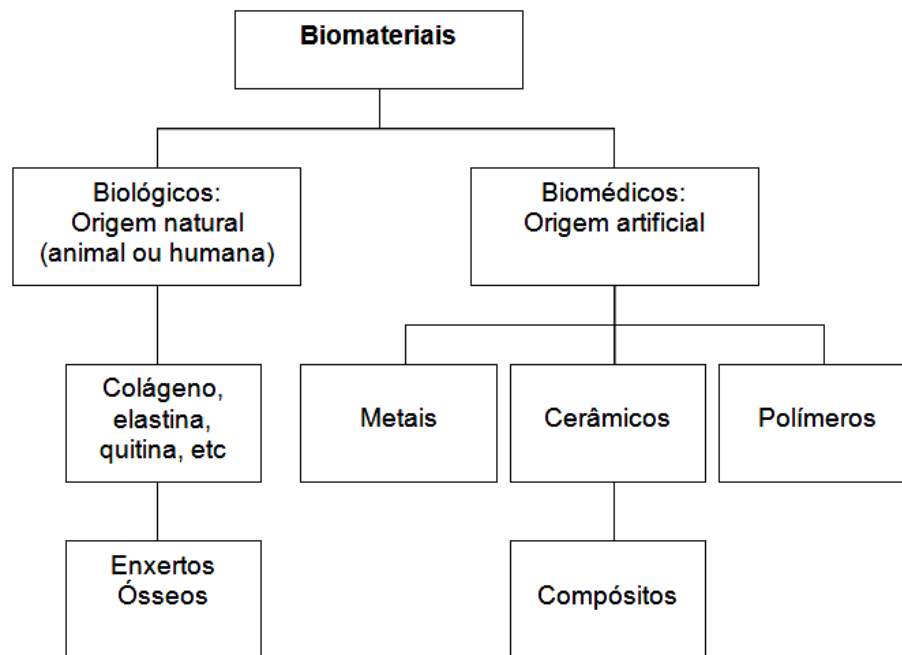 Biomateriais
Biológicos:
Origem natural
(animal ou humana)
Biomédicos:
Origem artificial
Colágeno,
elastina,
quitina, etc
Metais
Cerâmicos
Polímeros
Enxertos
Ósseos
Compósitos